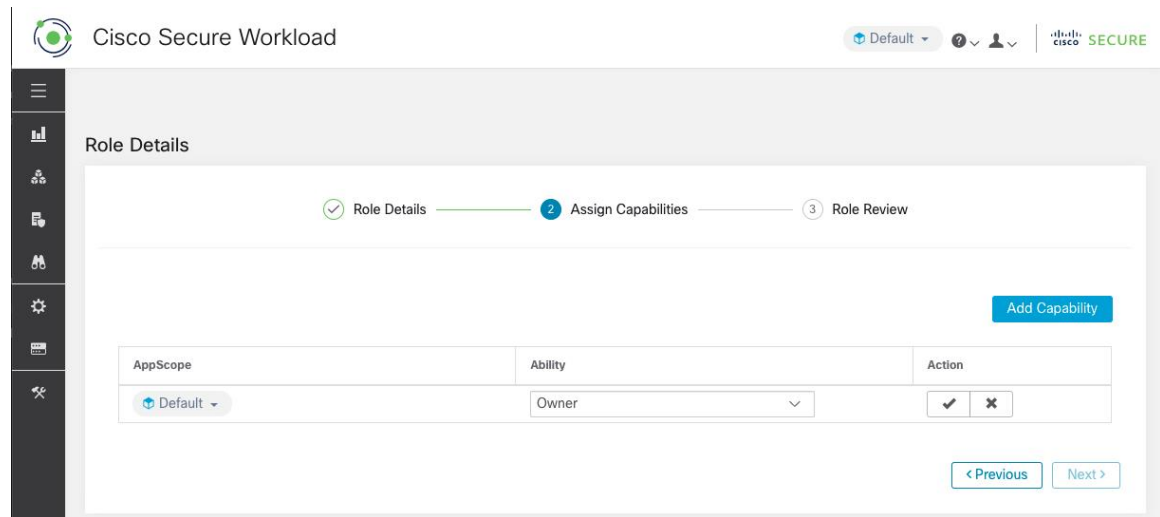 Cisco Secure Workload
Default
cisco SECURE
Role Details
Role Details
2 Assign Capabilities
3 Role Review
Add Capability
AppScope Ability Action
Default Owner
Previous Next